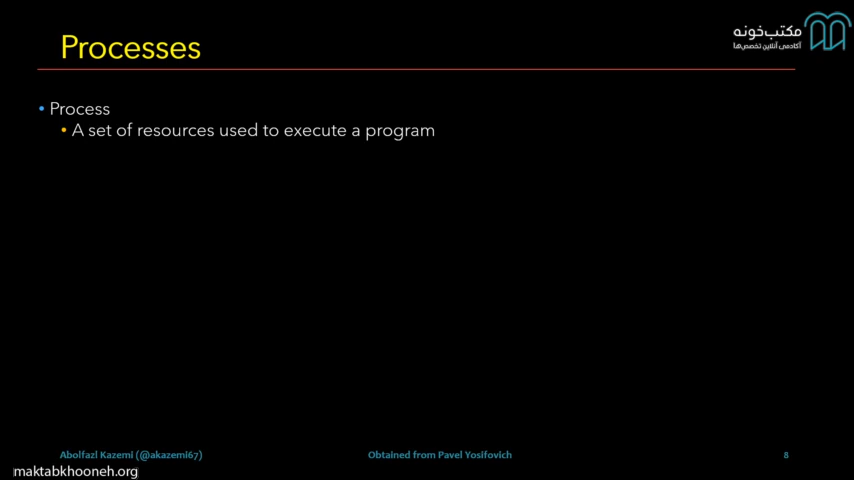 Processes
مکتب‌خونه
آکادمی آنلاین تخصص‌ها
• Process
• A set of resources used to execute a program
Abolfazl Kazemi (@akazemi67)
Obtained from Pavel Yosifovich
8
maktabkhooneh.org